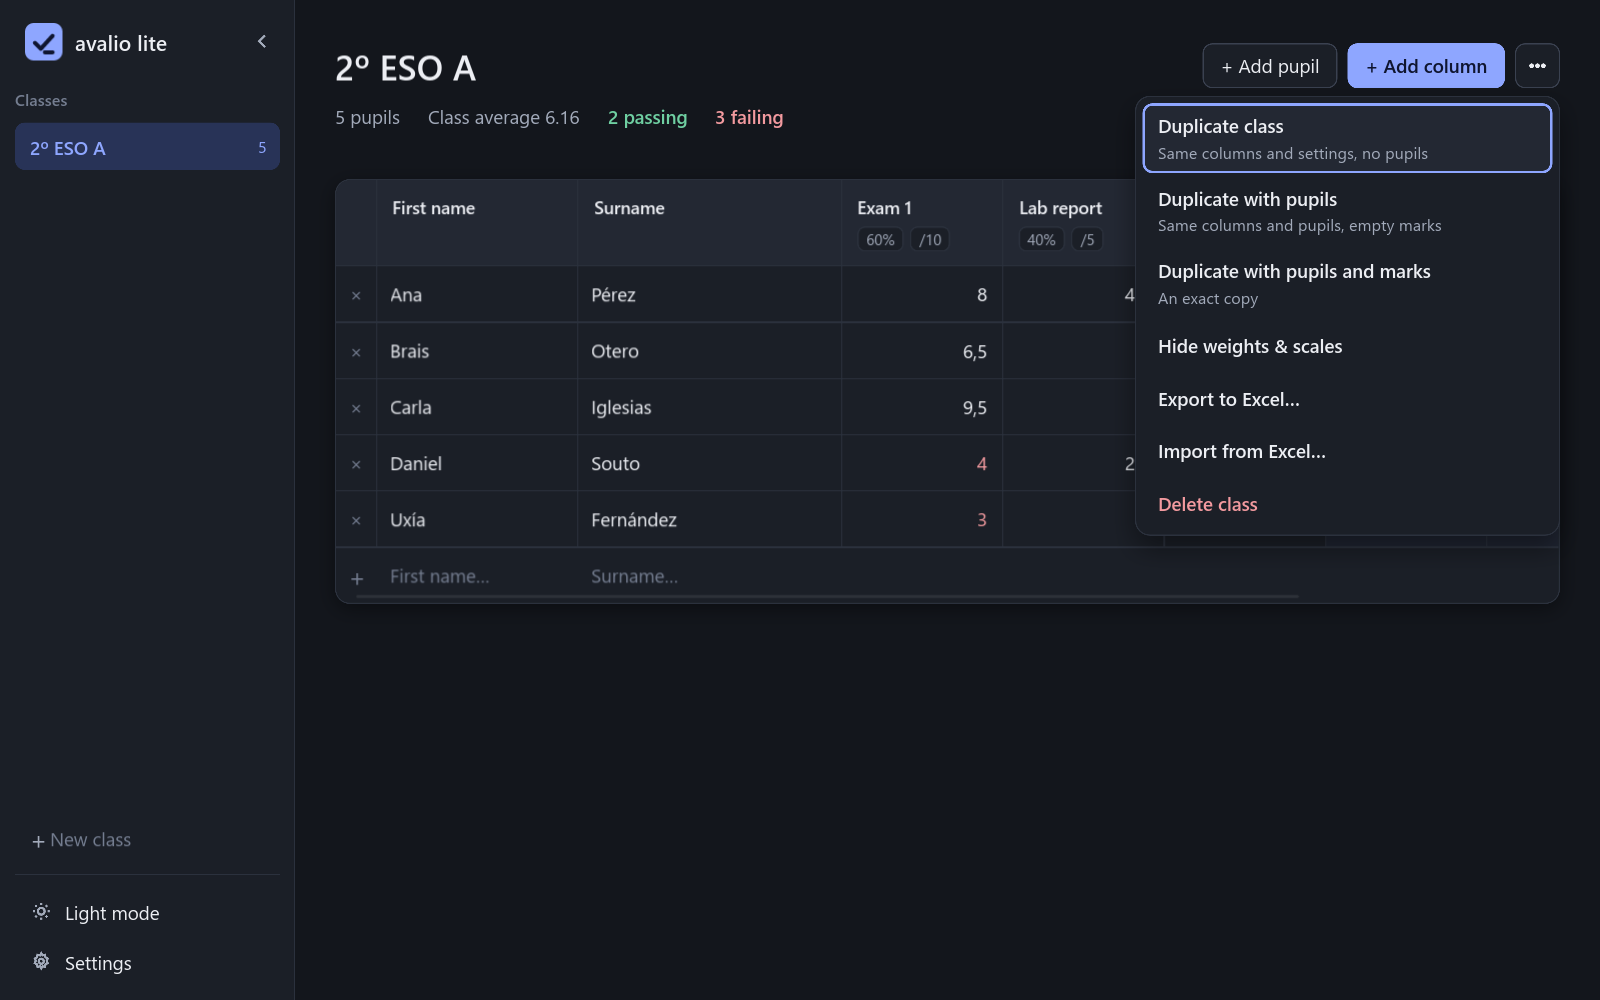 avalio lite
Classes
2º ESO A 5
+ New class
Light mode
Settings
2º ESO A
5 pupils Class average 6.16 2 passing 3 failing
+ Add pupil + Add column •••
Duplicate class
Same columns and settings, no pupils
Duplicate with pupils
Same columns and pupils, empty marks
Duplicate with pupils and marks
An exact copy
Hide weights & scales
Export to Excel…
Import from Excel…
Delete class
First name Surname Exam 1 Lab report
60% /10 40% /5
× Ana Pérez 8 4
× Brais Otero 6,5
× Carla Iglesias 9,5
× Daniel Souto 4 2
× Uxía Fernández 3
+ First name… Surname…